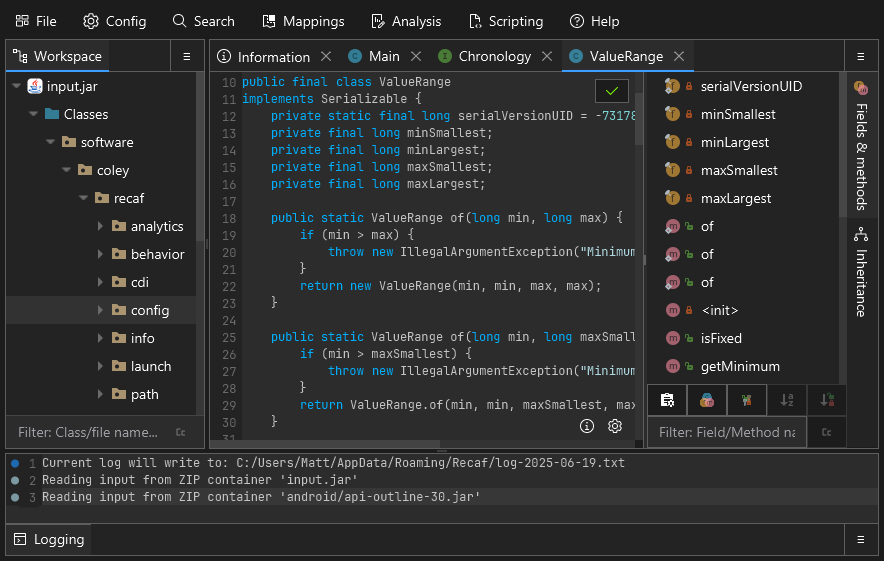 File Config Search Mappings Analysis Scripting Help
Workspace
input.jar
Classes
software
coley
recaf
analytics
behavior
cdi
config
info
launch
path
Filter: Class/file name... Cc
Information Main Chronology ValueRange
10 public final class ValueRange
11 implements Serializable {
12 private static final long serialVersionUID = -73178
13 private final long minSmallest;
14 private final long minLargest;
15 private final long maxSmallest;
16 private final long maxLargest;
17
18 public static ValueRange of(long min, long max) {
19 if (min > max) {
20 throw new IllegalArgumentException("Minimum
21 }
22 return new ValueRange(min, min, max, max);
23 }
24
25 public static ValueRange of(long min, long maxSmall
26 if (min > maxSmallest) {
27 throw new IllegalArgumentException("Minimum
28 }
29 return ValueRange.of(min, min, maxSmallest, max
30 }
31
serialVersionUID
minSmallest
minLargest
maxSmallest
maxLargest
of
of
of
<init>
isFixed
getMinimum
Filter: Field/Method na Cc
Fields & methods
Inheritance
1 Current log will write to: C:/Users/Matt/AppData/Roaming/Recaf/log-2025-06-19.txt
2 Reading input from ZIP container 'input.jar'
3 Reading input from ZIP container 'android/api-outline-30.jar'
Logging